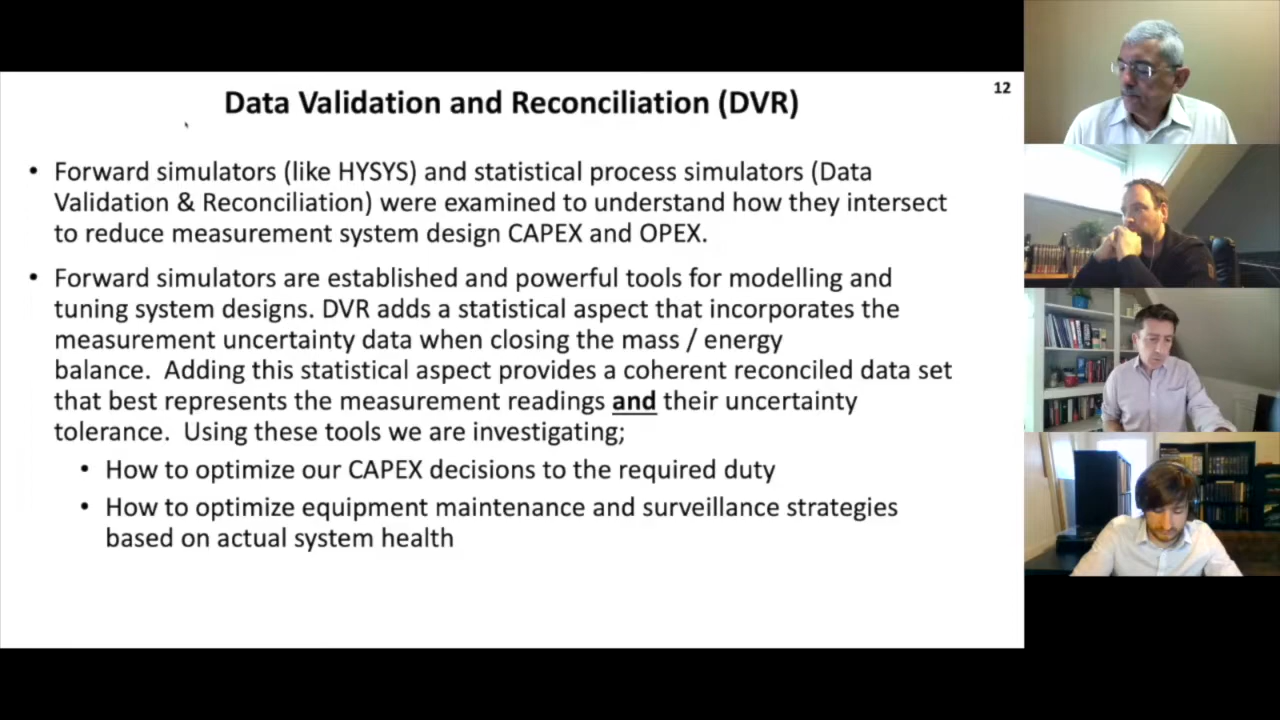 12
Data Validation and Reconciliation (DVR)
• Forward simulators (like HYSYS) and statistical process simulators (Data
Validation & Reconciliation) were examined to understand how they intersect
to reduce measurement system design CAPEX and OPEX.
• Forward simulators are established and powerful tools for modelling and
tuning system designs. DVR adds a statistical aspect that incorporates the
measurement uncertainty data when closing the mass / energy
balance.  Adding this statistical aspect provides a coherent reconciled data set
that best represents the measurement readings and their uncertainty
tolerance.  Using these tools we are investigating;
• How to optimize our CAPEX decisions to the required duty
• How to optimize equipment maintenance and surveillance strategies
based on actual system health